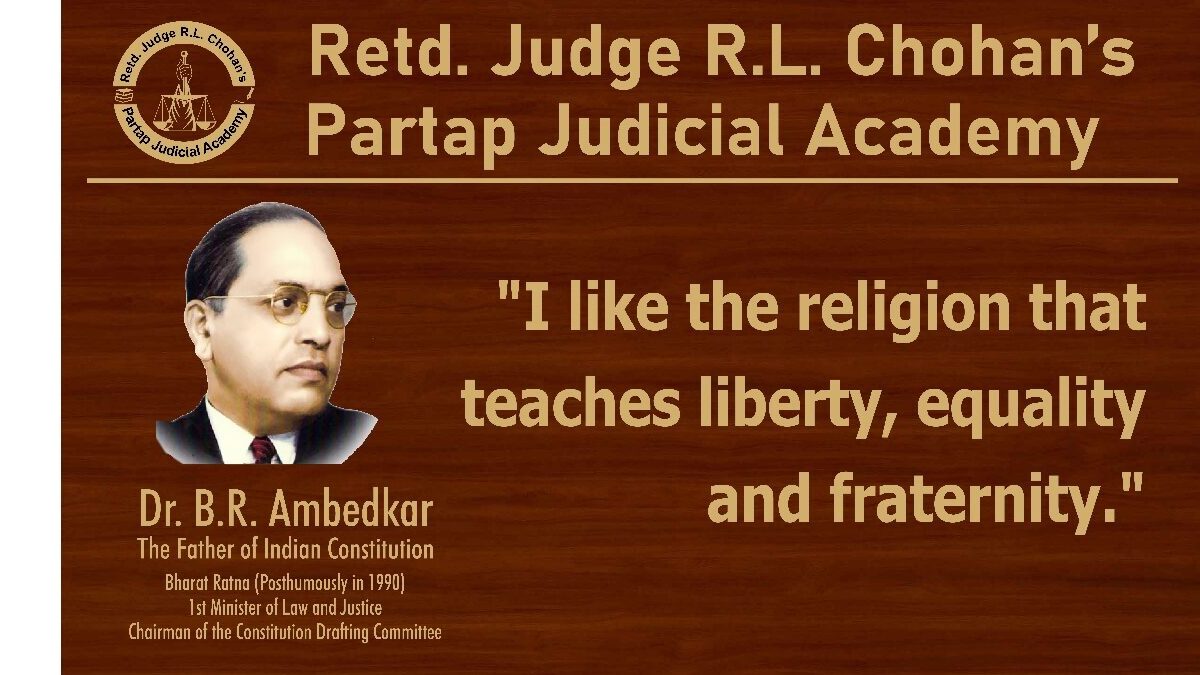 Retd. Judge R.L. Chohan's
Partap Judicial Academy
Retd. Judge R.L. Chohan's
Partap Judicial Academy
"I like the religion that
teaches liberty, equality
and fraternity."
Dr. B.R. Ambedkar
The Father of Indian Constitution
Bharat Ratna (Posthumously in 1990)
1st Minister of Law and Justice
Chairman of the Constitution Drafting Committee